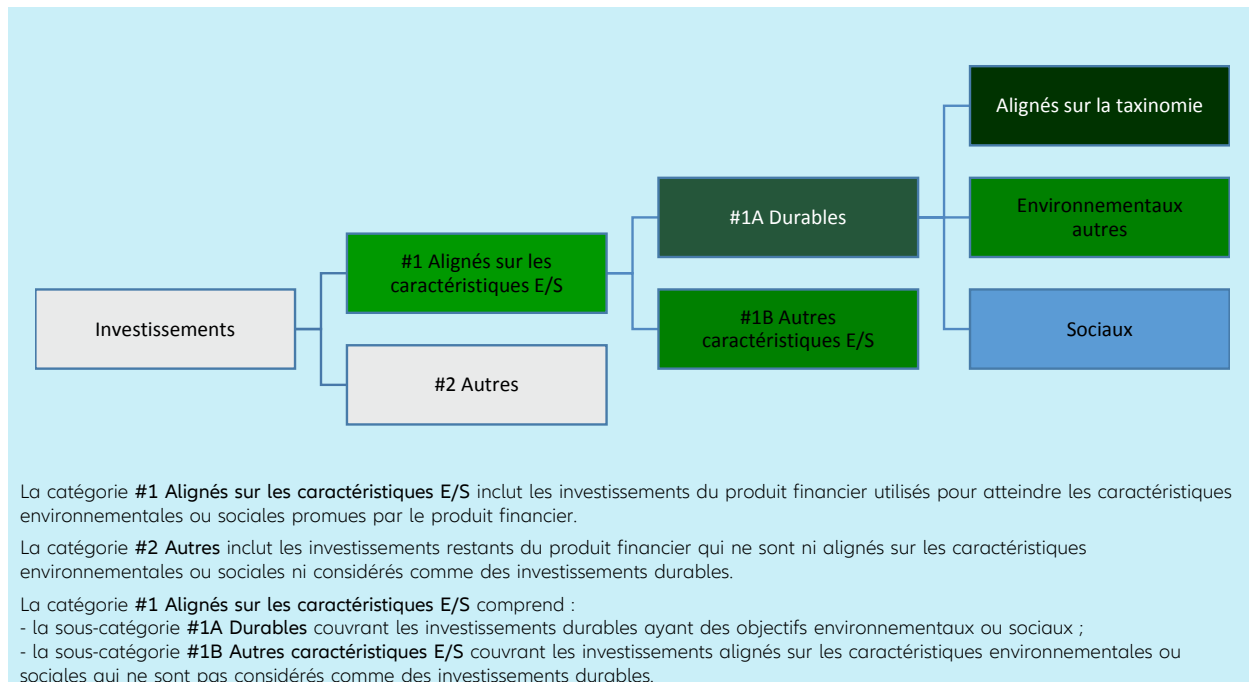 Alignés sur la taxinomie
#1A Durables
Environnementaux
autres
#1 Alignés sur les
caractéristiques E/S
Investissements
#1B Autres
caractéristiques E/S
Sociaux
#2 Autres
La catégorie #1 Alignés sur les caractéristiques E/S inclut les investissements du produit financier utilisés pour atteindre les caractéristiques
environnementales ou sociales promues par le produit financier.
La catégorie #2 Autres inclut les investissements restants du produit financier qui ne sont ni alignés sur les caractéristiques
environnementales ou sociales ni considérés comme des investissements durables.
La catégorie #1 Alignés sur les caractéristiques E/S comprend :
- la sous-catégorie #1A Durables couvrant les investissements durables ayant des objectifs environnementaux ou sociaux ;
- la sous-catégorie #1B Autres caractéristiques E/S couvrant les investissements alignés sur les caractéristiques environnementales ou
sociales qui ne sont pas considérés comme des investissements durables.